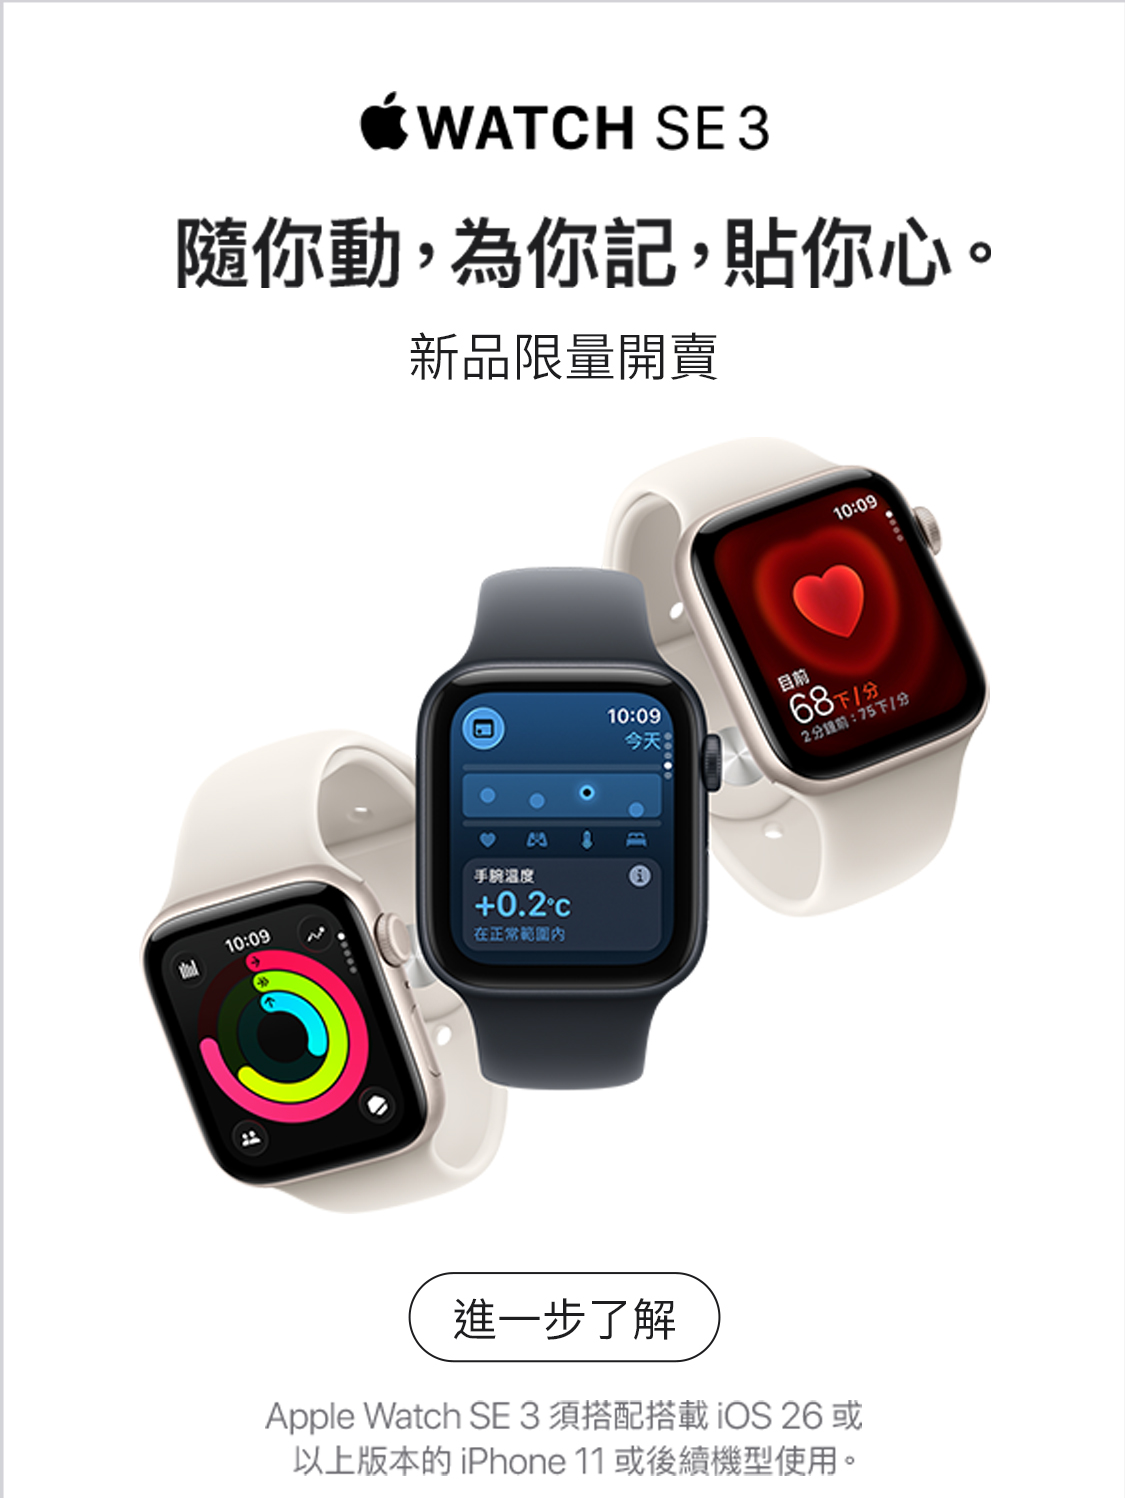 WATCH SE 3
隨你動，為你記，貼你心。
新品限量開賣
10:09
目前
68下/分
2 分鐘前：75下/分
10:09
今天
手腕溫度
+0.2°C
在正常範圍內
10:09
進一步了解
Apple Watch SE 3 須搭配搭載 iOS 26 或
以上版本的 iPhone 11 或後續機型使用。